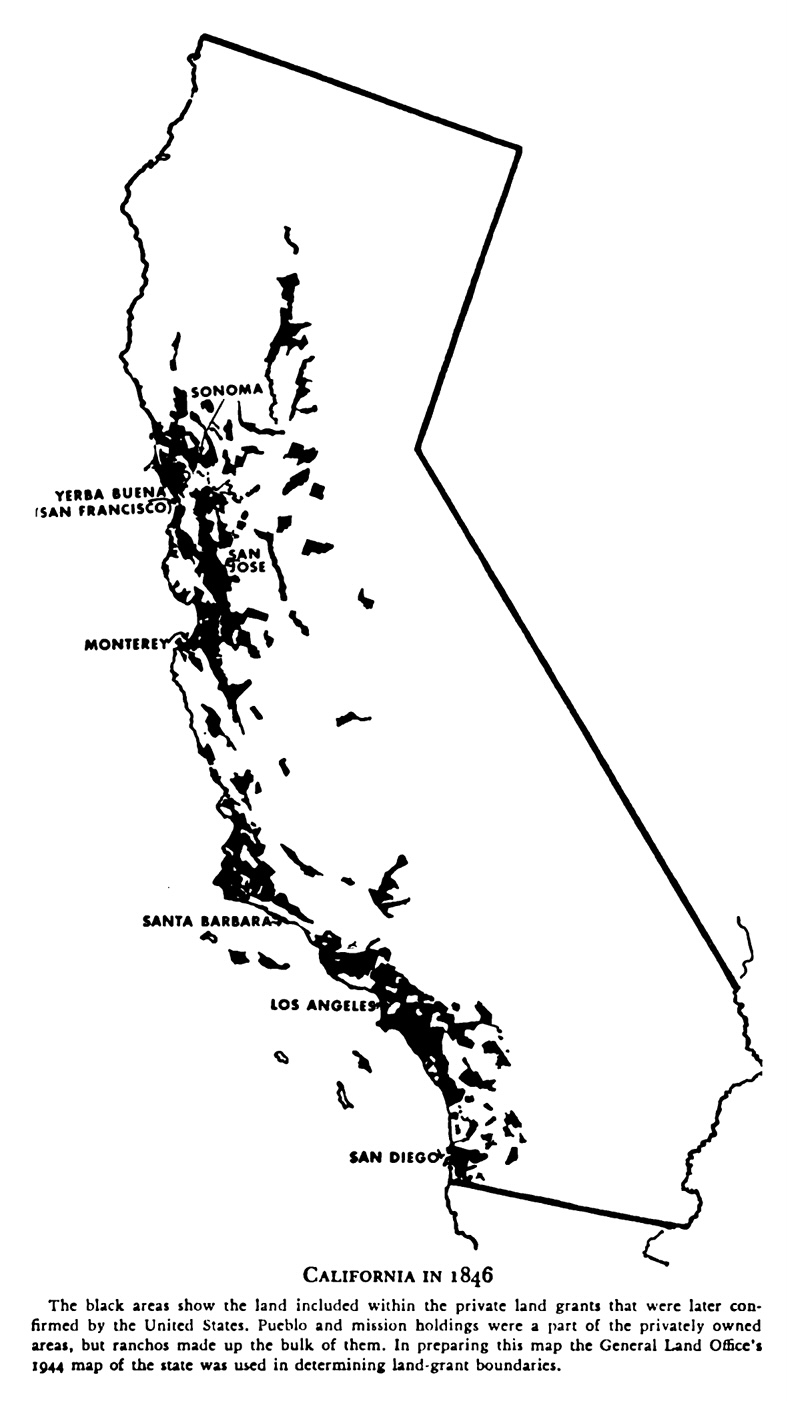 SONOMA
YERBA BUENA
(SAN FRANCISCO)
SAN
JOSE
MONTEREY
SANTA BARBARA
LOS ANGELES
SAN DIEGO
CALIFORNIA IN 1846
The black areas show the land included within the private land grants that were later con-
firmed by the United States. Pueblo and mission holdings were a part of the privately owned
areas, but ranchos made up the bulk of them. In preparing this map the General Land Office's
1944 map of the state was used in determining land-grant boundaries.